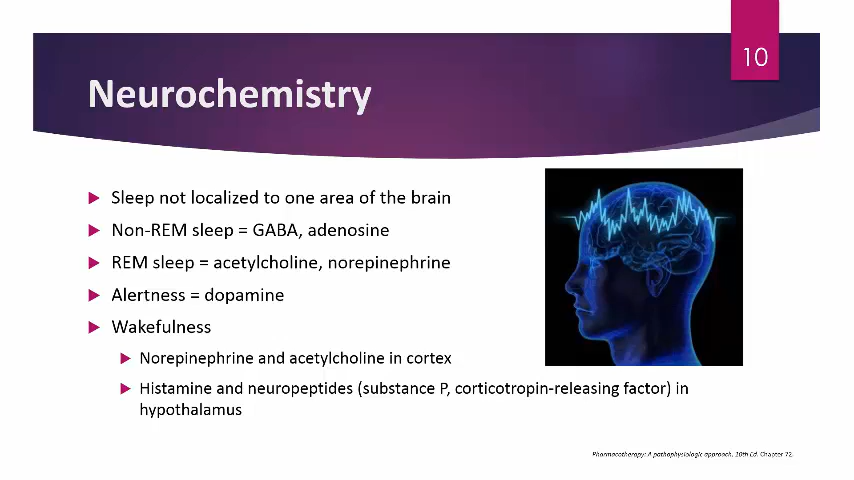 10
Neurochemistry
Sleep not localized to one area of the brain
Non-REM sleep = GABA, adenosine
REM sleep = acetylcholine, norepinephrine
Alertness = dopamine
Wakefulness
Norepinephrine and acetylcholine in cortex
Histamine and neuropeptides (substance P, corticotropin-releasing factor) in
hypothalamus
Pharmacotherapy: A pathophysiologic approach. 10th Ed. Chapter 72.